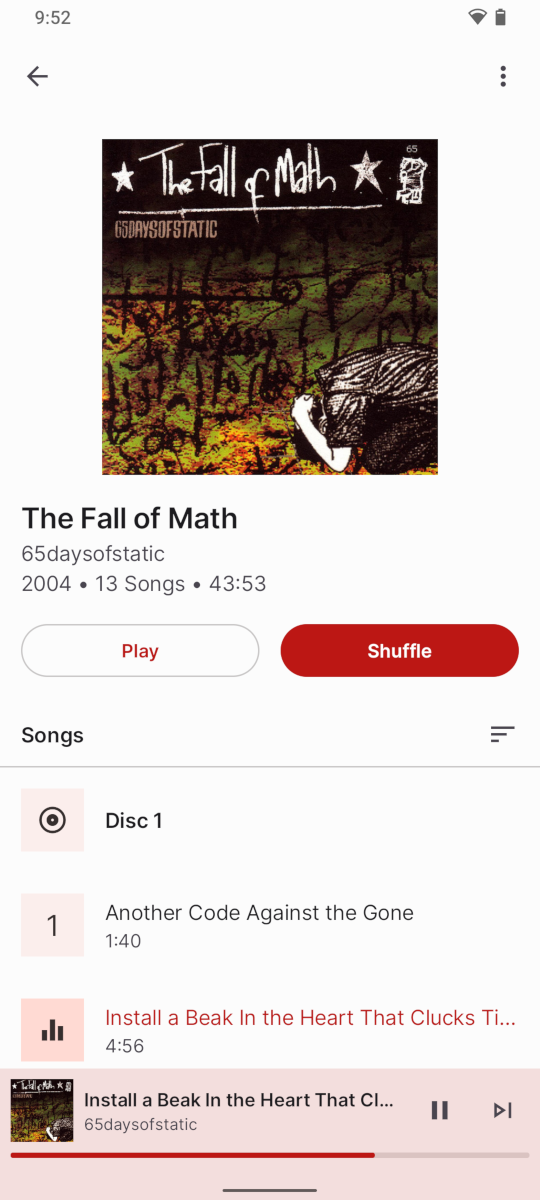 9:52
The Fall of Math
65
65DAYSOFSTATIC
The Fall of Math
65daysofstatic
2004 • 13 Songs • 43:53
Play
Shuffle
Songs
Disc 1
1
Another Code Against the Gone
1:40
Install a Beak In the Heart That Clucks Ti...
4:56
Install a Beak In the Heart That Cl...
65daysofstatic